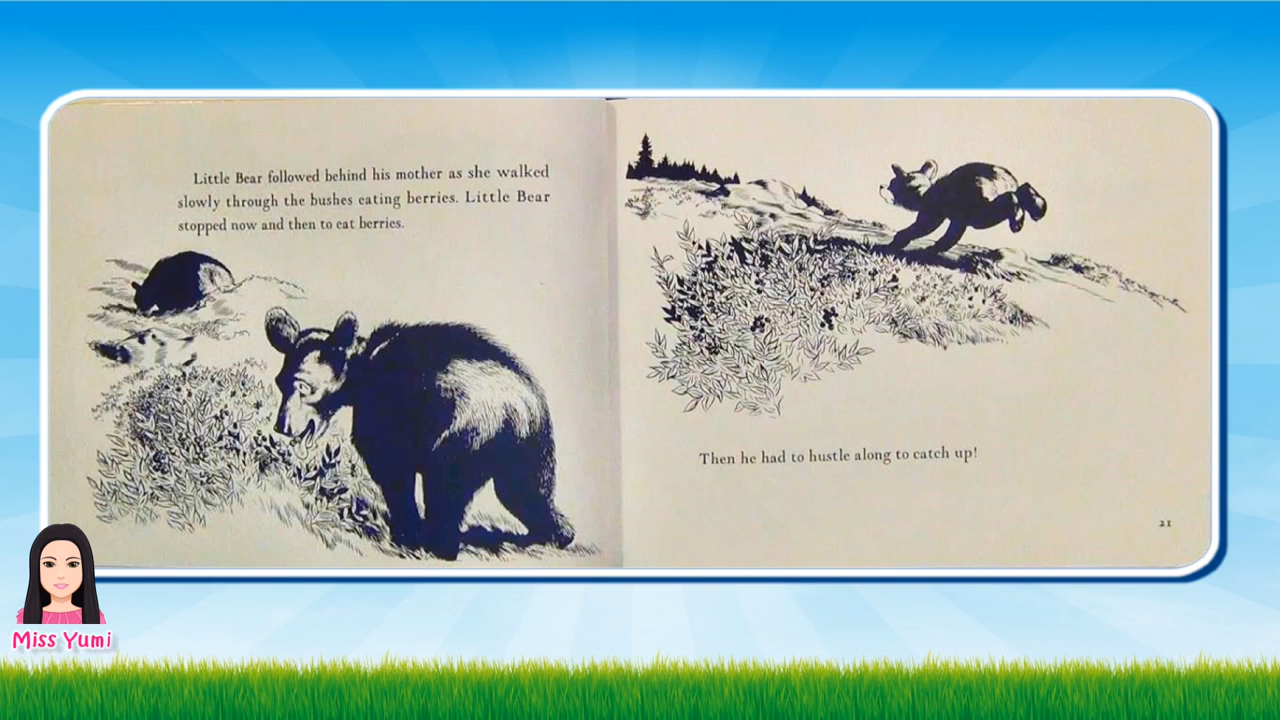 Little Bear followed behind his mother as she walked
slowly through the bushes eating berries. Little Bear
stopped now and then to eat berries.
Then he had to hustle along to catch up!
21
Miss Yumi